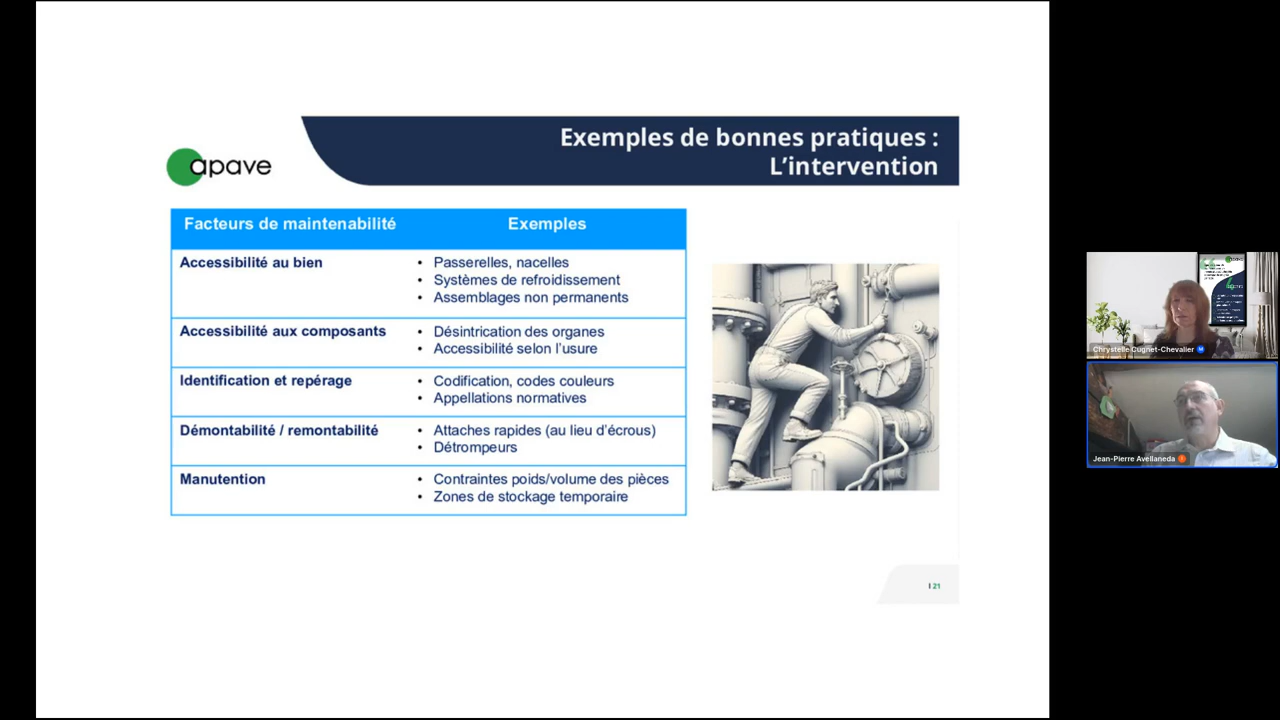 Exemples de bonnes pratiques :
L'intervention
apave
Facteurs de maintenabilité
Exemples
Accessibilité au bien
• Passerelles, nacelles
• Systèmes de refroidissement
• Assemblages non permanents
Accessibilité aux composants
• Désintrication des organes
• Accessibilité selon l'usure
Identification et repérage
• Codification, codes couleurs
• Appellations normatives
Démontabilité / remontabilité
• Attaches rapides (au lieu d'écrous)
• Détrompeurs
Manutention
• Contraintes poids/volume des pièces
• Zones de stockage temporaire
I 21
Chrystelle Cugnet-Chevalier
Jean-Pierre Avellaneda